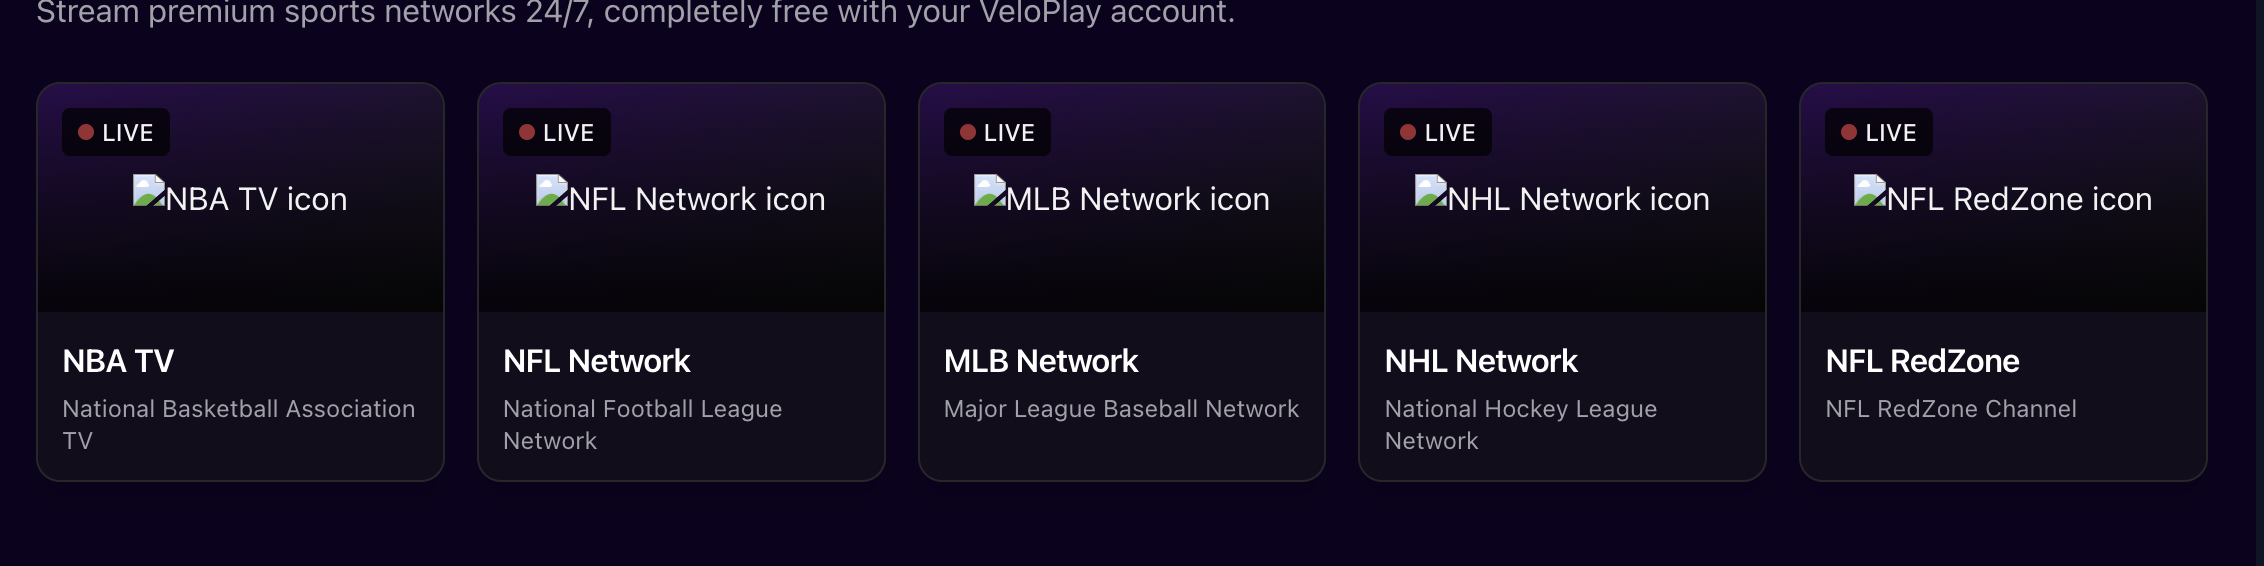 Stream premium sports networks 24/7, completely free with your VeloPlay account.
LIVE
NBA TV icon
NBA TV
National Basketball Association
TV
LIVE
NFL Network icon
NFL Network
National Football League
Network
LIVE
MLB Network icon
MLB Network
Major League Baseball Network
LIVE
NHL Network icon
NHL Network
National Hockey League
Network
LIVE
NFL RedZone icon
NFL RedZone
NFL RedZone Channel